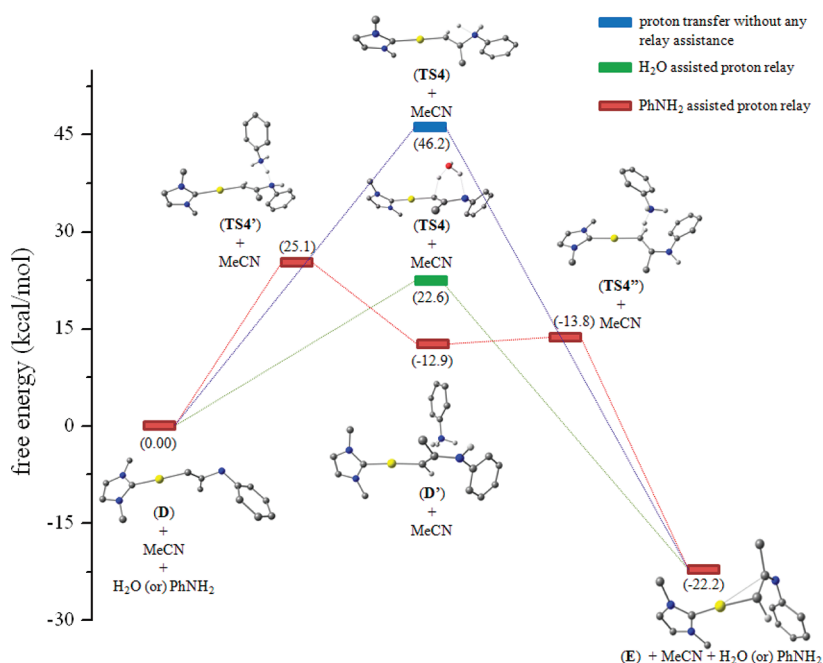 (TS4)
+
MeCN
(46.2)
proton transfer without any
relay assistance
H₂O assisted proton relay
PhNH₂ assisted proton relay
free energy (kcal/mol)
45
30
15
0
-15
-30
(TS4')
+
MeCN
(25.1)
(TS4)
+
MeCN
(22.6)
(TS4'')
+
MeCN
(-13.8)
(-12.9)
(D')
+
MeCN
(0.00)
(D)
+
MeCN
+
H₂O (or) PhNH₂
(-22.2)
(E) + MeCN + H₂O (or) PhNH₂